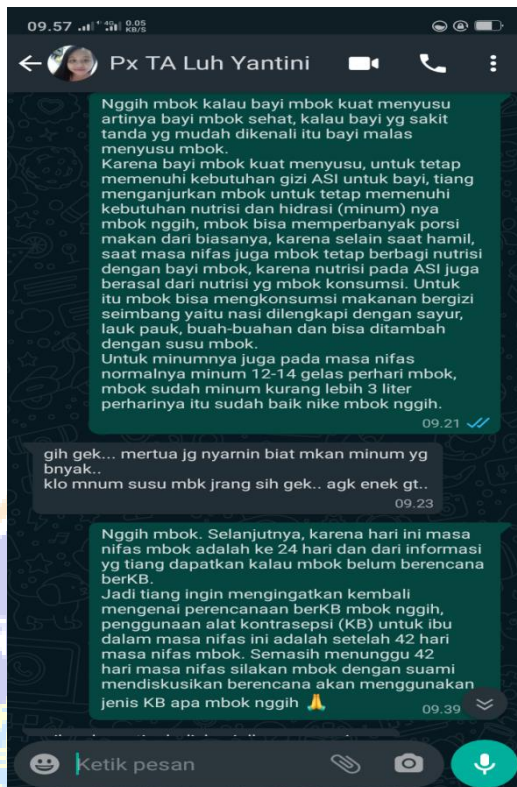 09.57 4G 0.05 KB/S
Px TA Luh Yantini
Nggih mbok kalau bayi mbok kuat menyusu
artinya bayi mbok sehat, kalau bayi yg sakit
tanda yg mudah dikenali itu bayi malas
menyusu mbok.
Karena bayi mbok kuat menyusu, untuk tetap
memenuhi kebutuhan gizi ASI untuk bayi, tiang
menganjurkan mbok untuk tetap memenuhi
kebutuhan nutrisi dan hidrasi (minum) nya
mbok nggih, mbok bisa memperbanyak porsi
makan dari biasanya, karena selain saat hamil,
saat masa nifas juga mbok tetap berbagi nutrisi
dengan bayi mbok, karena nutrisi pada ASI juga
berasal dari nutrisi yg mbok konsumsi. Untuk
itu mbok bisa mengkonsumsi makanan bergizi
seimbang yaitu nasi dilengkapi dengan sayur,
lauk pauk, buah-buahan dan bisa ditambah
dengan susu mbok.
Untuk minumnya juga pada masa nifas
normalnya minum 12-14 gelas perhari mbok,
mbok sudah minum kurang lebih 3 liter
perharinya itu sudah baik nike mbok nggih.
09.21
gih gek... mertua jg nyarnin biat mkan minum yg
bnyak..
klo mnum susu mbk jrang sih gek.. agk enek gt..
09.23
Nggih mbok. Selanjutnya, karena hari ini masa
nifas mbok adalah ke 24 hari dan dari informasi
yg tiang dapatkan kalau mbok belum berencana
berKB.
Jadi tiang ingin mengingatkan kembali
mengenai perencanaan berKB mbok nggih,
penggunaan alat kontrasepsi (KB) untuk ibu
dalam masa nifas ini adalah setelah 42 hari
masa nifas mbok. Semasih menunggu 42
hari masa nifas silakan mbok dengan suami
mendiskusikan berencana akan menggunakan
jenis KB apa mbok nggih 🙏
09.39
Ketik pesan